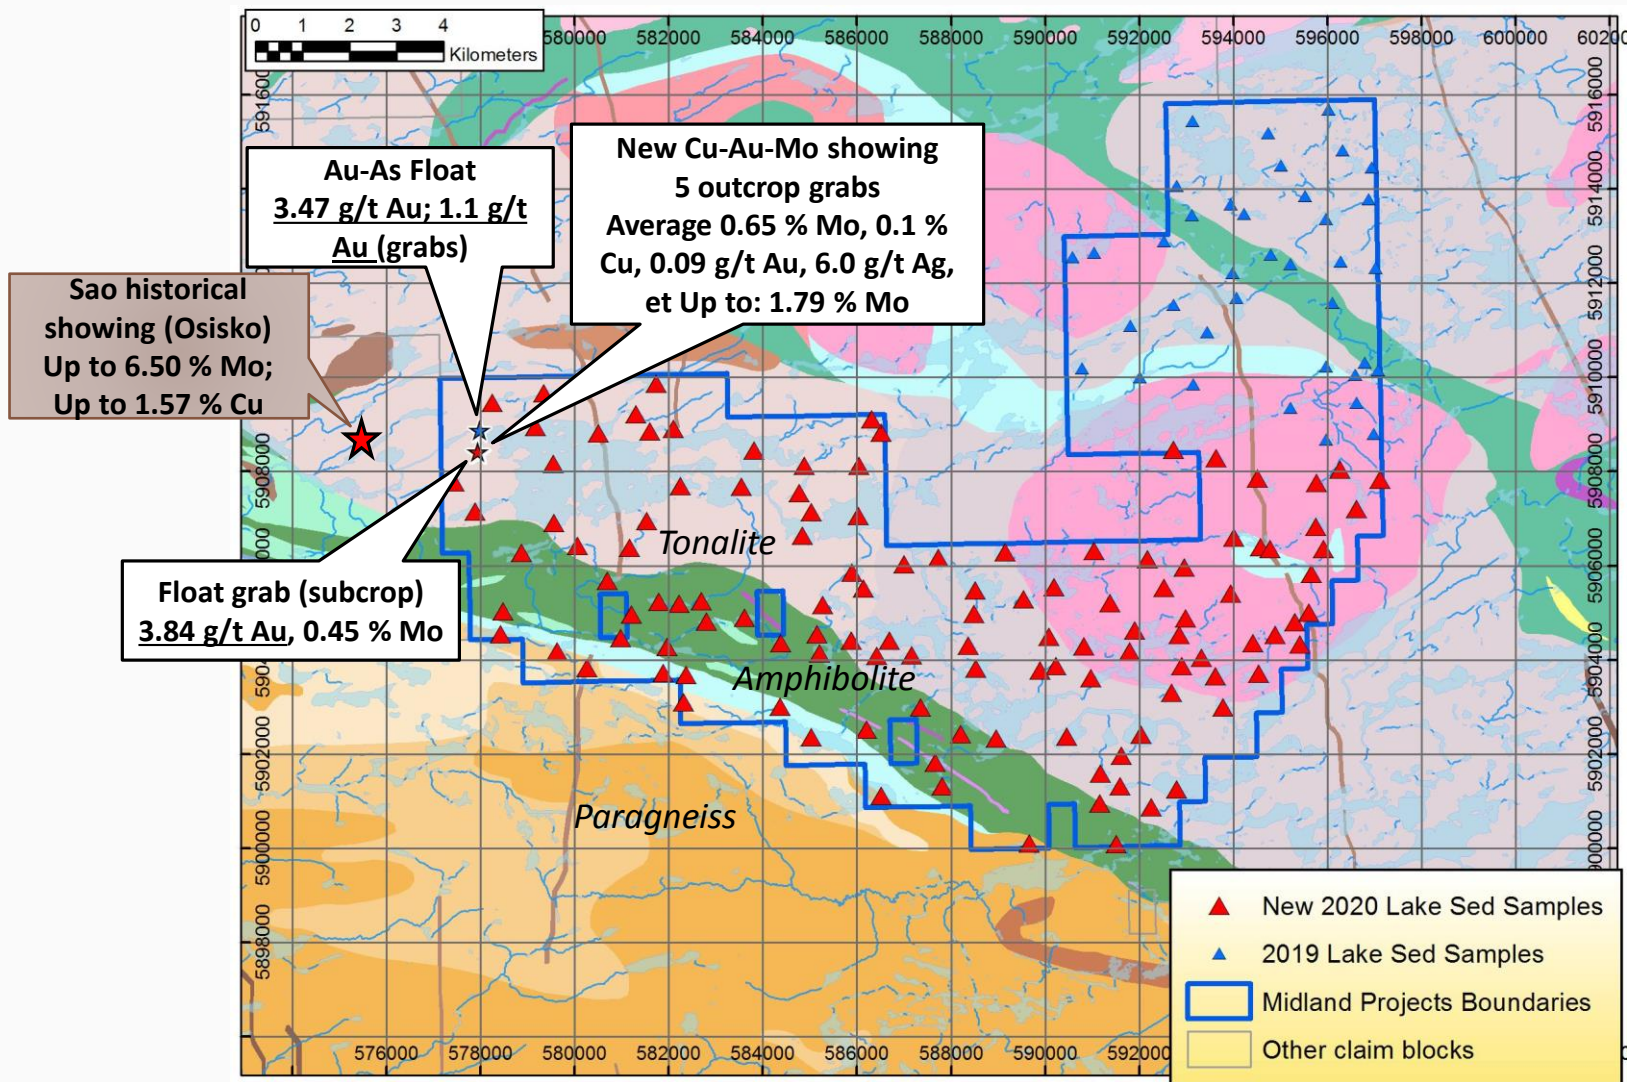 0 1 2 3 4
Kilometers
580000 582000 584000 586000 588000 590000 592000 594000 596000 598000 600000 602000
5916000
5916000
5914000
5912000
5910000
5908000
5906000
5904000
5902000
5900000
5908000
5902000
5900000
5898000
Au-As Float
3.47 g/t Au; 1.1 g/t
Au (grabs)
New Cu-Au-Mo showing
5 outcrop grabs
Average 0.65 % Mo, 0.1 %
Cu, 0.09 g/t Au, 6.0 g/t Ag,
et Up to: 1.79 % Mo
Sao historical
showing (Osisko)
Up to 6.50 % Mo;
Up to 1.57 % Cu
Float grab (subcrop)
3.84 g/t Au, 0.45 % Mo
Tonalite
Amphibolite
Paragneiss
576000 578000 580000 582000 584000 586000 588000 590000 592000
New 2020 Lake Sed Samples
2019 Lake Sed Samples
Midland Projects Boundaries
Other claim blocks